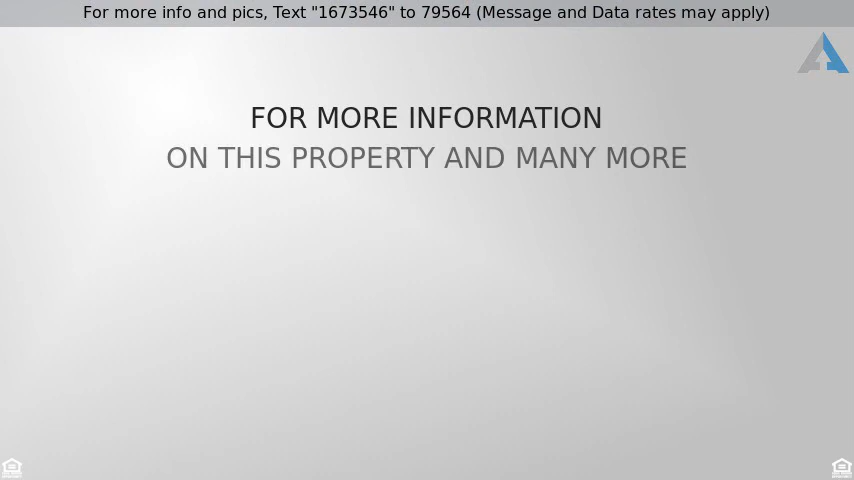 For more info and pics, Text "1673546" to 79564 (Message and Data rates may apply)
FOR MORE INFORMATION
ON THIS PROPERTY AND MANY MORE